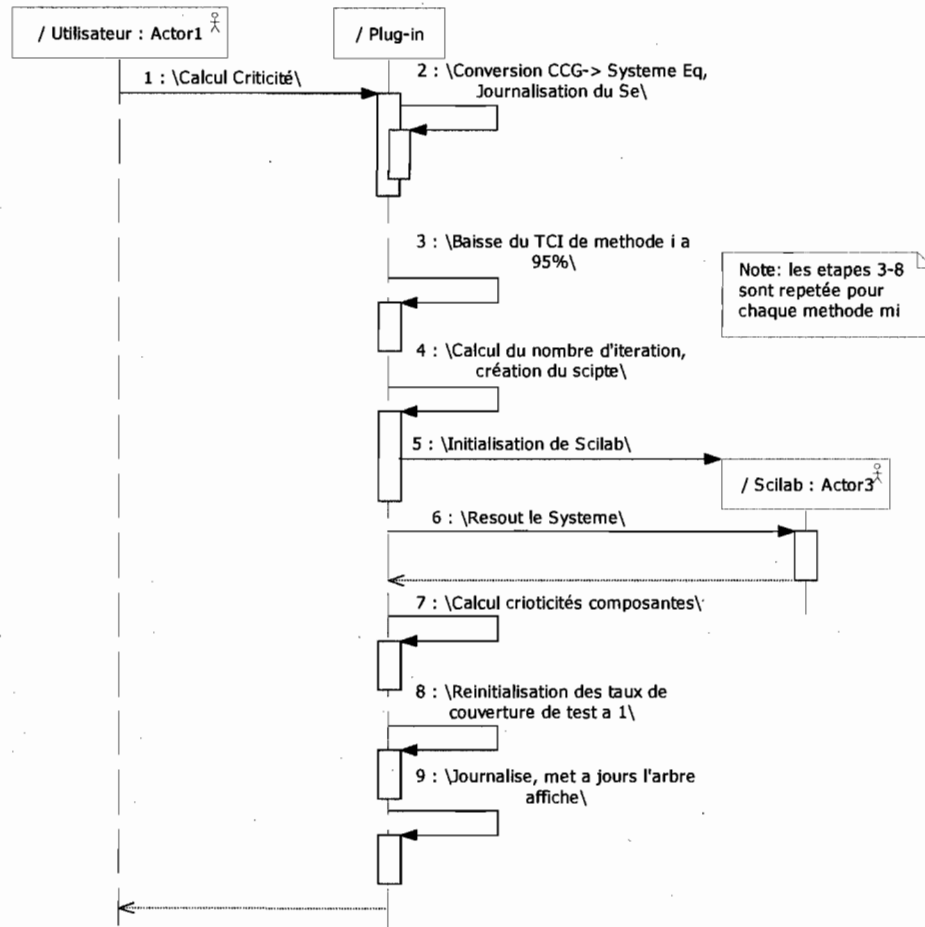 / Utilisateur : Actor1
/ Plug-in
1 : \Calcul Criticité\
2 : \Conversion CCG-> Systeme Eq,
Journalisation du Se\
3 : \Baisse du TCI de methode i a
95%\
Note: les etapes 3-8
sont repetée pour
chaque methode mi
4 : \Calcul du nombre d'iteration,
création du scipte\
5 : \Initialisation de Scilab\
/ Scilab : Actor3
6 : \Resout le Systeme\
7 : \Calcul crioticités composantes\
8 : \Reinitialisation des taux de
couverture de test a 1\
9 : \Journalise, met a jours l'arbre
affiche\